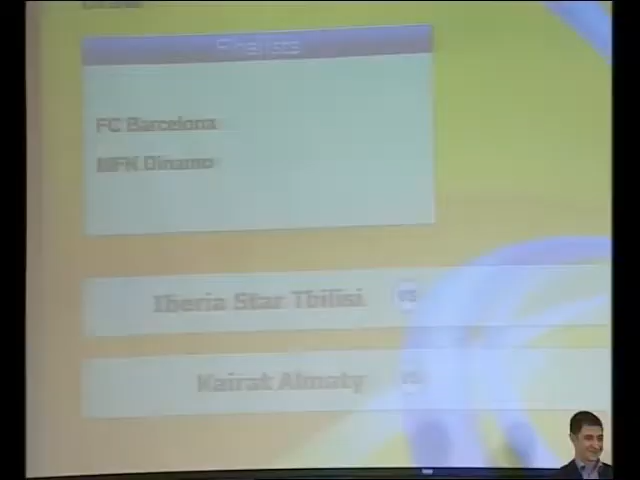 Finalists
FC Barcelona
MFK Dinamo
Iberia Star Tbilisi
VS
Kairat Almaty
VS